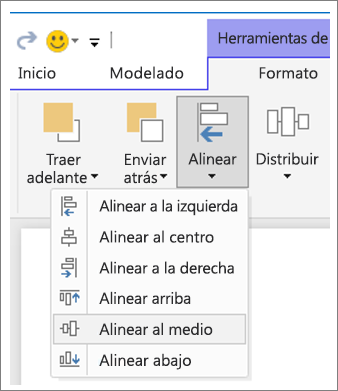 Herramientas de
Inicio
Modelado
Formato
Traer
adelante
Enviar
atrás
Alinear
Distribuir
Alinear a la izquierda
Alinear al centro
Alinear a la derecha
Alinear arriba
Alinear al medio
Alinear abajo